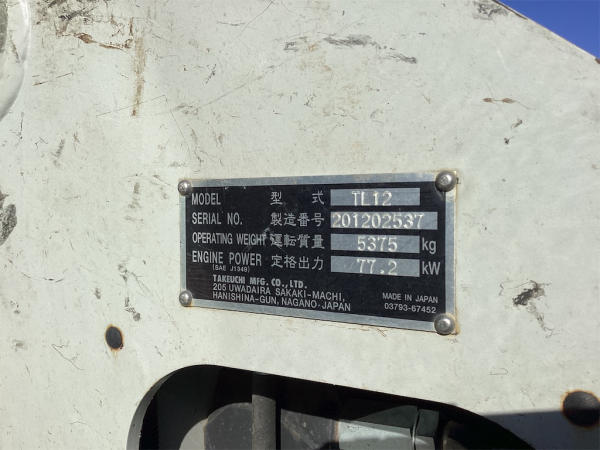 MODEL 型式 TL12
SERIAL NO. 製造番号 201202537
OPERATING WEIGHT 運転質量 5375 kg
ENGINE POWER 定格出力 77.2 kW
(SAE J1349)
TAKEUCHI MFG. CO., LTD.
205 UWADAIRA SAKAKI-MACHI,
HANISHINA-GUN, NAGANO-JAPAN
MADE IN JAPAN
03793-67452